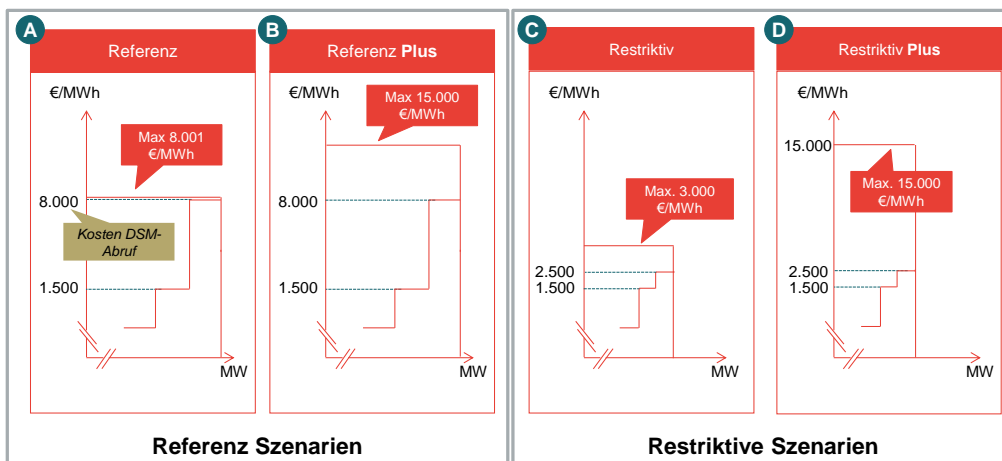 A
Referenz
€/MWh
Max 8.001
€/MWh
8.000
Kosten DSM-
Abruf
1.500
MW
B
Referenz Plus
€/MWh
Max 15.000
€/MWh
8.000
1.500
MW
Referenz Szenarien
C
Restriktiv
€/MWh
Max. 3.000
€/MWh
2.500
1.500
MW
D
Restriktiv Plus
€/MWh
15.000
Max. 15.000
€/MWh
2.500
1.500
MW
Restriktive Szenarien